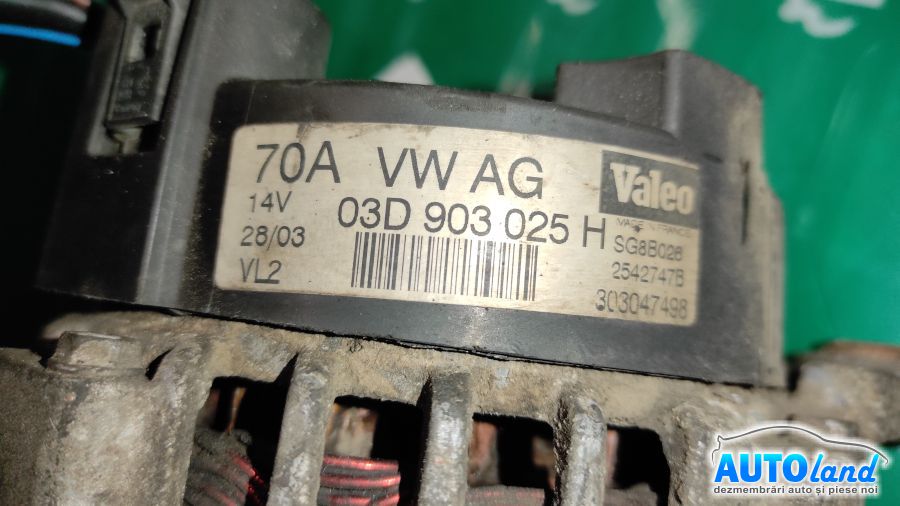 70A VW AG
14V 03D 903 025 H
28/03
VL2
Valeo
MADE IN FRANCE
SG8B028
2542747B
303047498
AUTOland
dezmembrări auto și piese noi